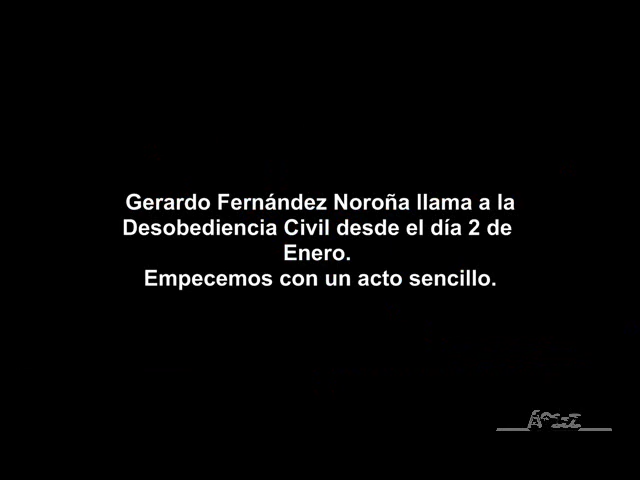 Gerardo Fernández Noroña llama a la
Desobediencia Civil desde el día 2 de
Enero.
Empecemos con un acto sencillo.